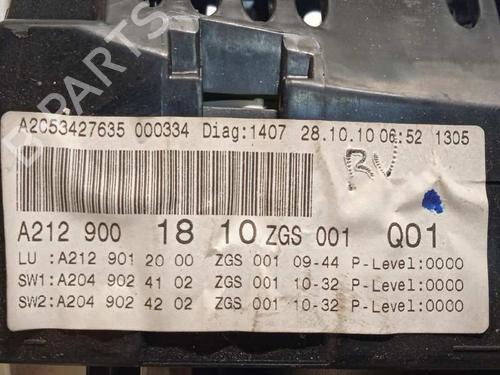 A2053427635 000334 Diag:1407 28.10.10 06:52 1305
RV
A212 900 18 10 ZGS 001 Q01
LU :A212 901 20 00 ZGS 001 09-44 P-Level:0000
SW1:A204 902 41 02 ZGS 001 10-32 P-Level:0000
SW2:A204 902 42 02 ZGS 001 10-32 P-Level:0000